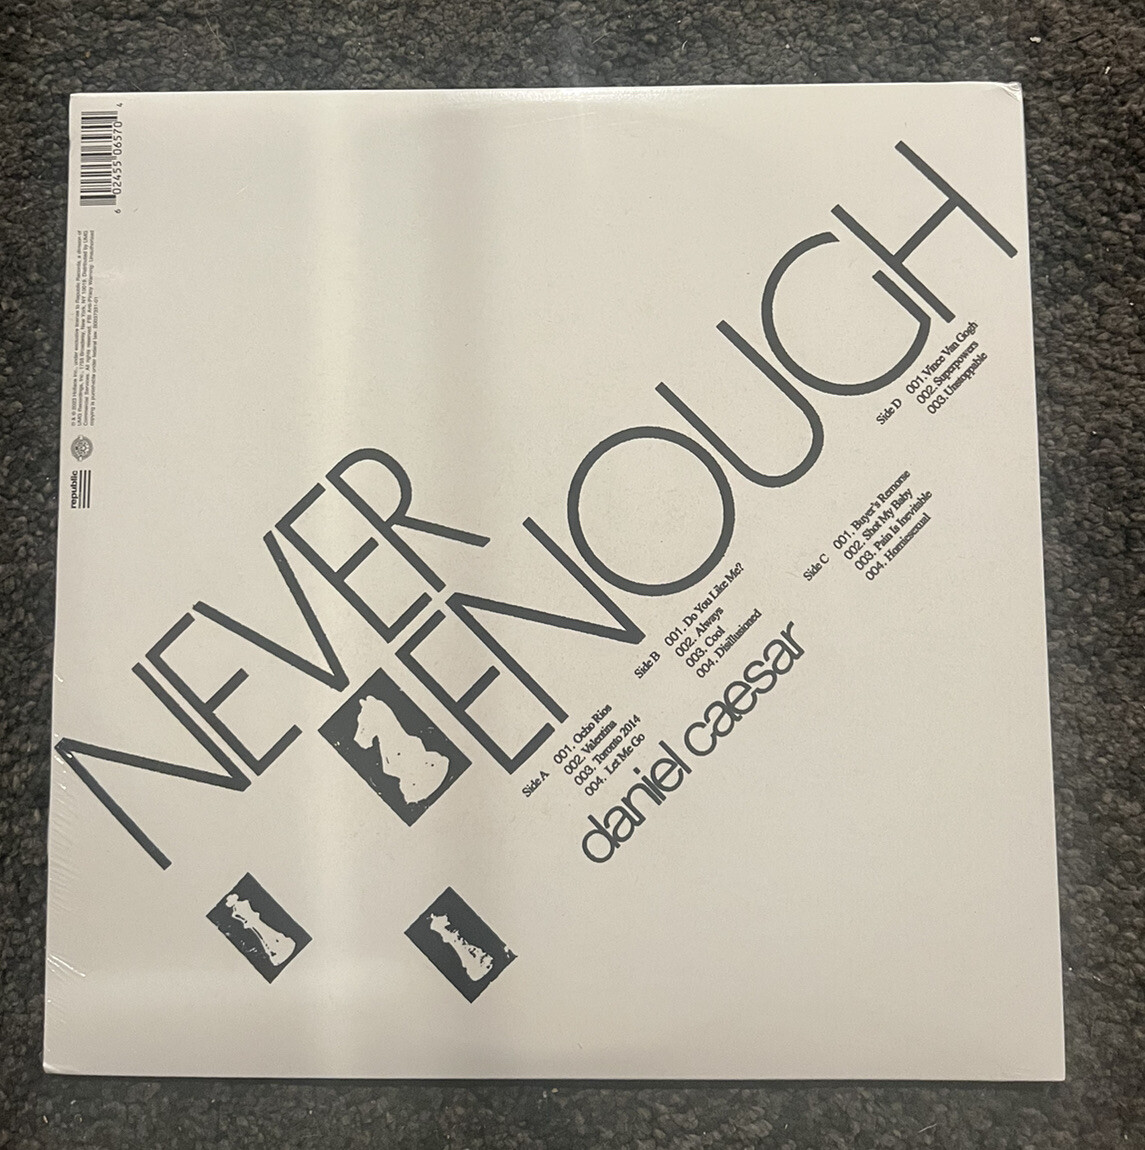 6 02455 06570 4
republic
NEVER
ENOUGH
Side A
001. Ocho Rios
002. Valentina
003. Toronto 2014
004. Let Me Go
Side B
001. Do You Like Me?
002. Always
003. Cool
004. Disillusioned
Side C
001. Buyer's Remorse
002. Shot My Baby
003. Pain Is Inevitable
004. Homiesexual
Side D
001. Vince Van Gogh
002. Superpowers
003. Unstoppable
daniel caesar